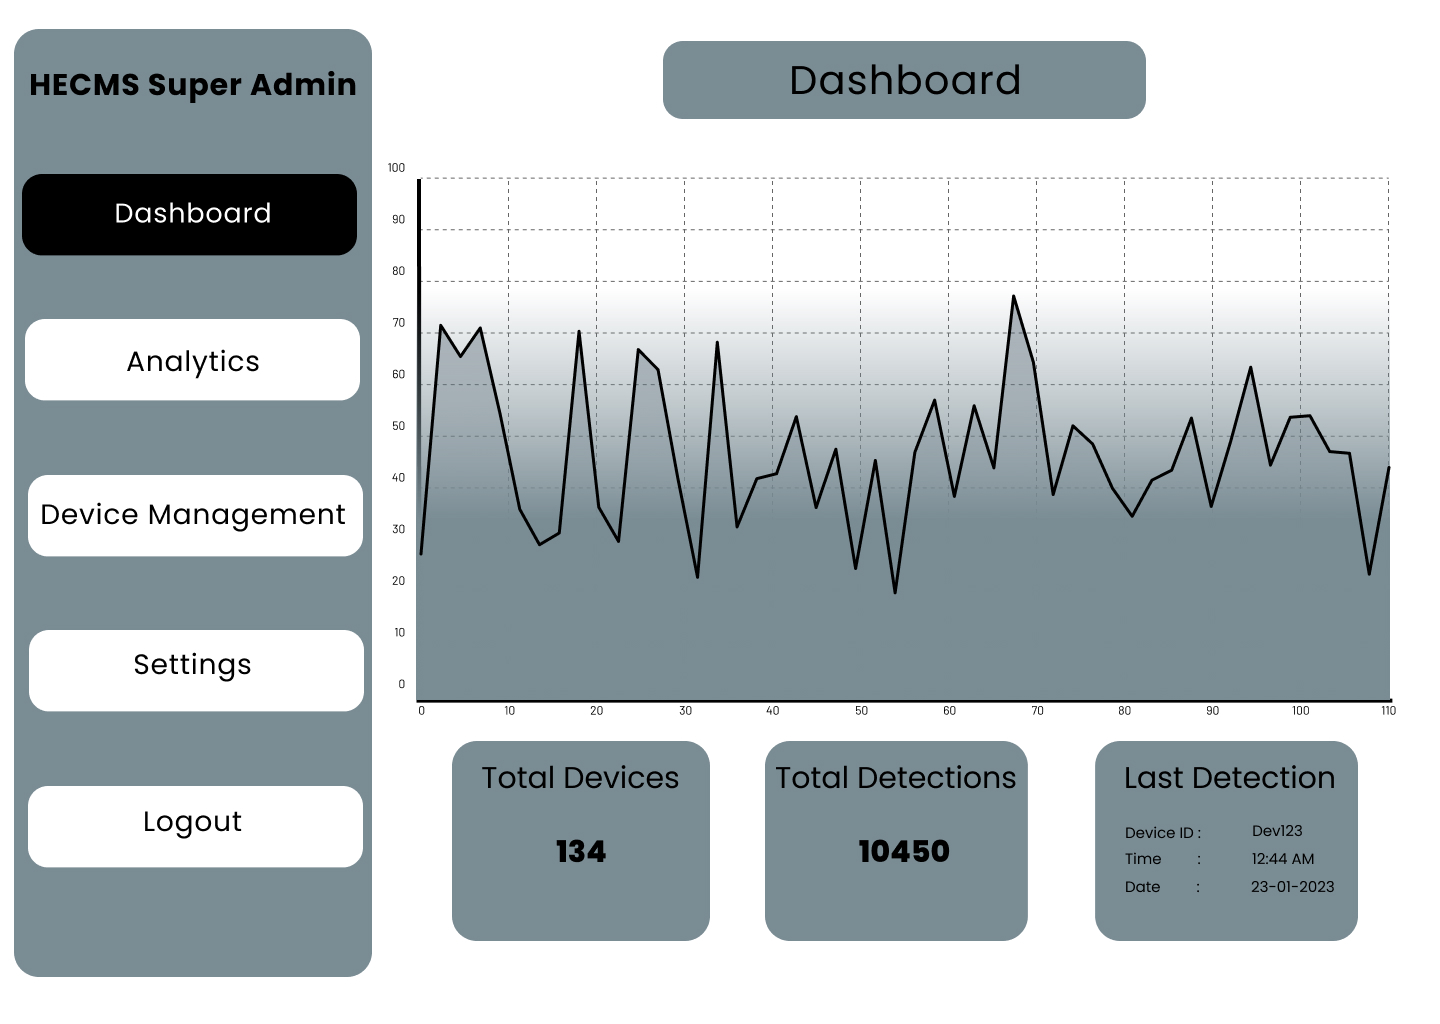 HECMS Super Admin
Dashboard
Analytics
Device Management
Settings
Logout
Dashboard
100
90
80
70
60
50
40
30
20
10
0
0 10 20 30 40 50 60 70 80 90 100 110
Total Devices
134
Total Detections
10450
Last Detection
Device ID : Dev123
Time : 12:44 AM
Date : 23-01-2023